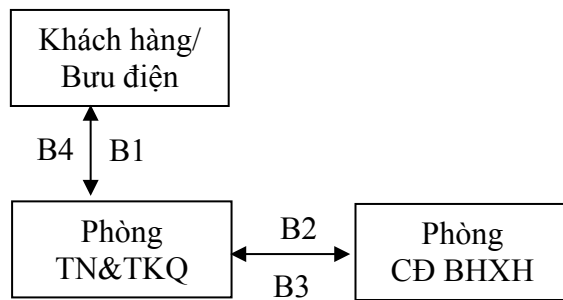 Khách hàng/
Bưu điện
B4 B1
Phòng
TN&TKQ
B2
B3
Phòng
CĐ BHXH